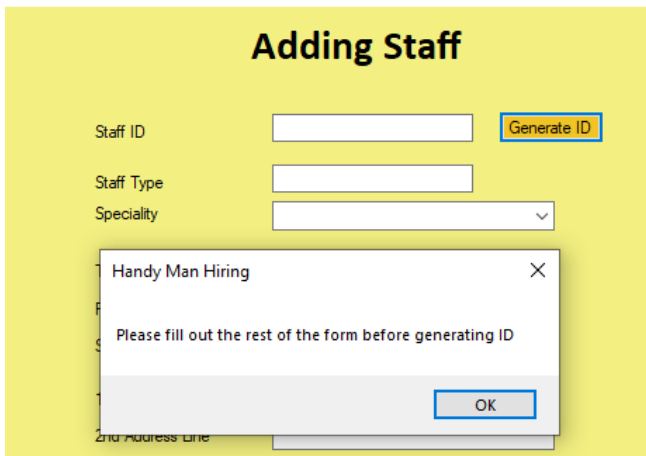 Adding Staff
Staff ID
Generate ID
Staff Type
Speciality
Handy Man Hiring
Please fill out the rest of the form before generating ID
OK
2nd Address Line